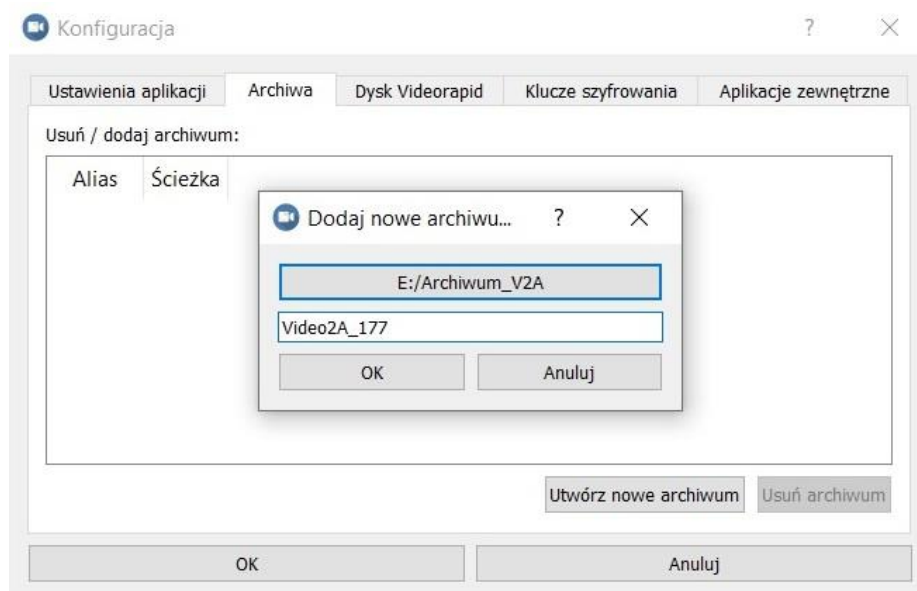 Konfiguracja
Ustawienia aplikacji Archiwa Dysk Videorapid Klucze szyfrowania Aplikacje zewnętrzne
Usuń / dodaj archiwum:
Alias Ścieżka
Dodaj nowe archiwu... ?
E:/Archiwum_V2A
Video2A_177
OK Anuluj
Utwórz nowe archiwum Usuń archiwum
OK Anuluj